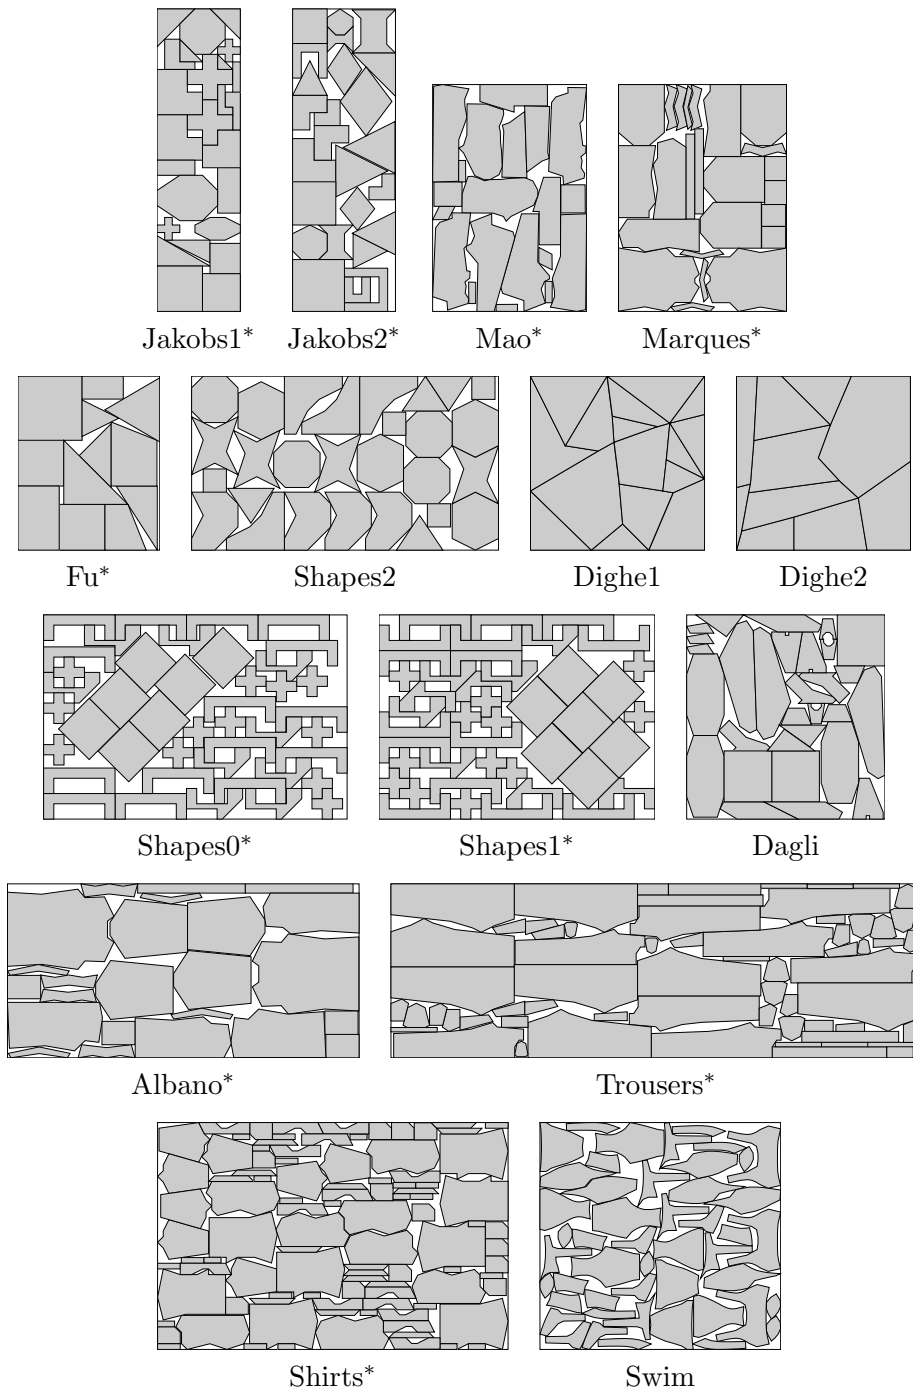 Jakobs1* Jakobs2* Mao* Marques*
Fu* Shapes2 Dighe1 Dighe2
Shapes0* Shapes1* Dagli
Albano* Trousers*
Shirts* Swim